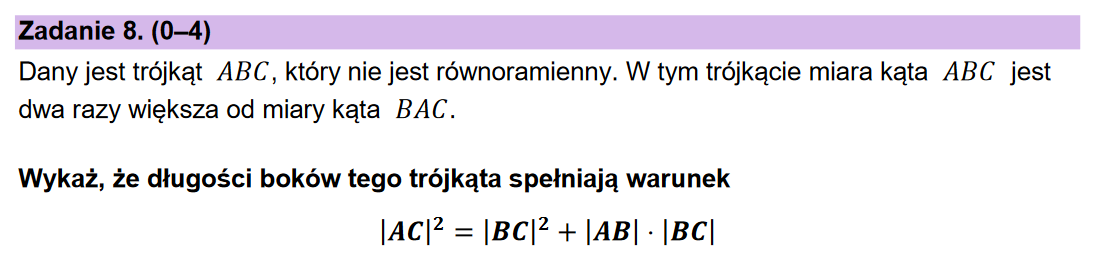 Zadanie 8. (0–4)
Dany jest trójkąt ABC, który nie jest równoramienny. W tym trójkącie miara kąta ABC jest
dwa razy większa od miary kąta BAC.
Wykaż, że długości boków tego trójkąta spełniają warunek
|AC|² = |BC|² + |AB| · |BC|